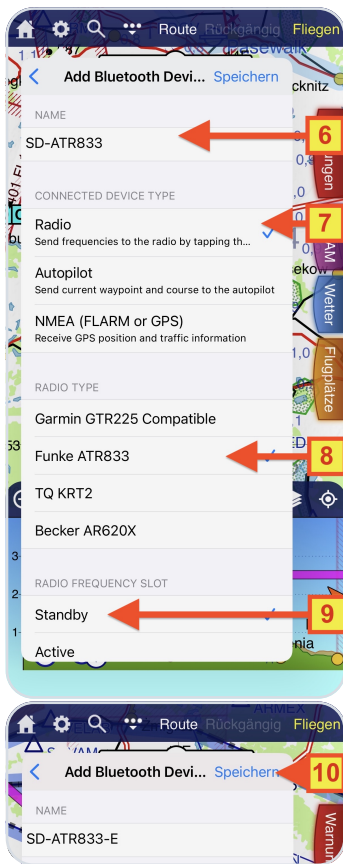 Route Rückgängig Fliegen
Add Bluetooth Devi... Speichern
NAME
SD-ATR833
6
CONNECTED DEVICE TYPE
Radio
Send frequencies to the radio by tapping th...
7
Autopilot
Send current waypoint and course to the autopilot
NMEA (FLARM or GPS)
Receive GPS position and traffic information
Wetter
Flugplätze
RADIO TYPE
Garmin GTR225 Compatible
Funke ATR833
8
TQ KRT2
Becker AR620X
RADIO FREQUENCY SLOT
Standby
9
Active
3
2
1
Route Rückgängig Fliegen
Add Bluetooth Devi... Speichern
10
NAME
SD-ATR833-E